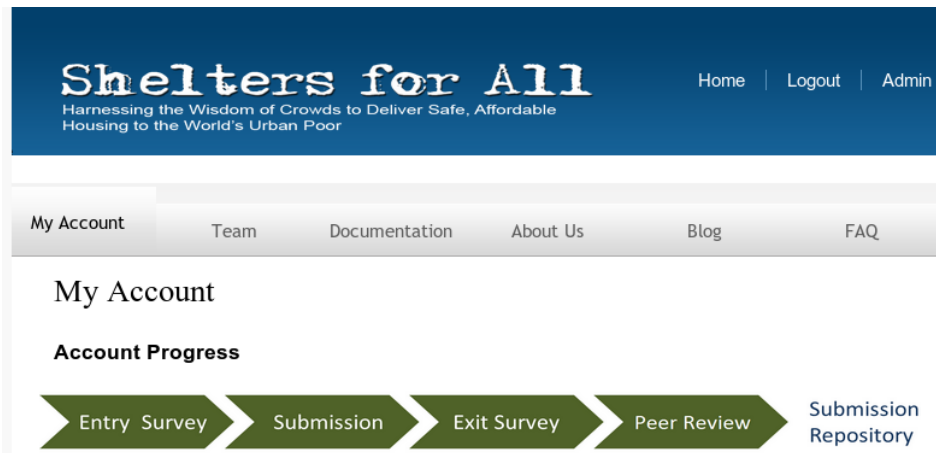 Shelters for All
Harnessing the Wisdom of Crowds to Deliver Safe, Affordable
Housing to the World's Urban Poor
Home Logout Admin
My Account Team Documentation About Us Blog FAQ
My Account
Account Progress
Entry Survey Submission Exit Survey Peer Review Submission
Repository